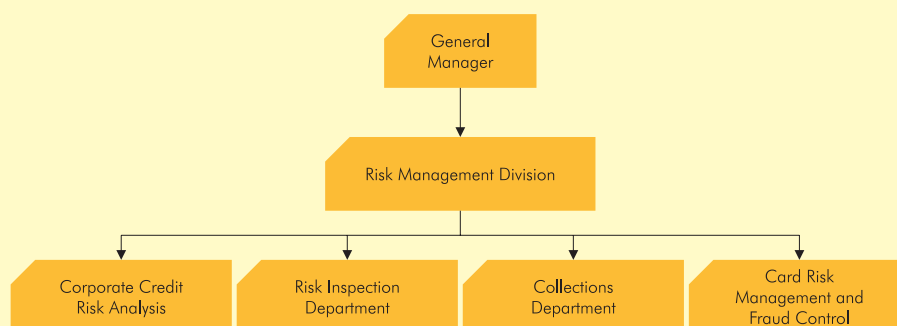 General
Manager
Risk Management Division
Corporate Credit
Risk Analysis
Risk Inspection
Department
Collections
Department
Card Risk
Management and
Fraud Control